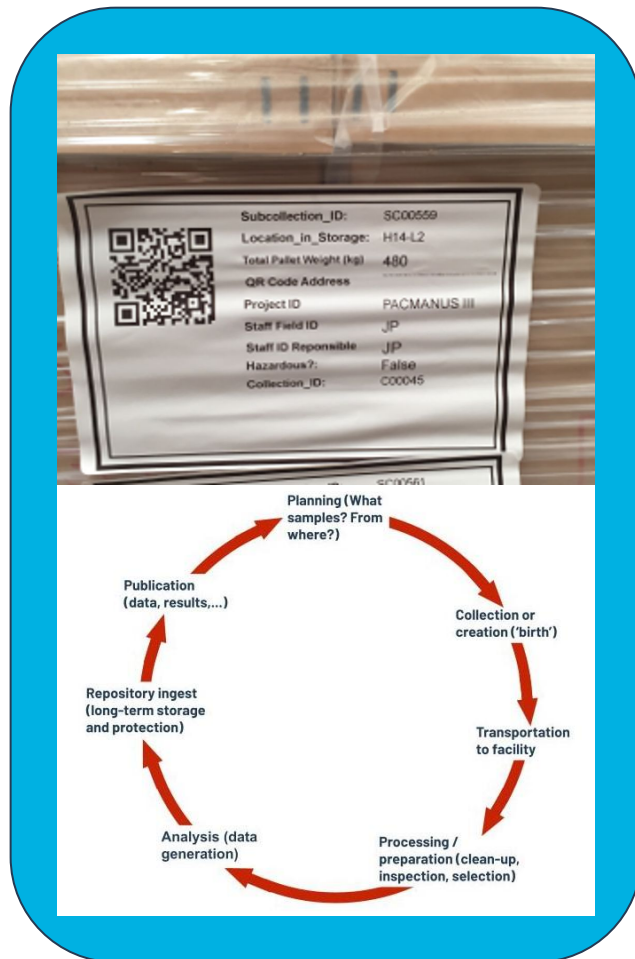 Subcollection_ID: SC00559
Location_in_Storage: H14-L2
Total Pallet Weight (kg) 480
QR Code Address
Project ID PACMANUS III
Staff Field ID JP
Staff ID Reponsible JP
Hazardous?: False
Collection_ID: C00045
SC00561
Planning (What
samples? From
where?)
Collection or
creation (‘birth’)
Transportation
to facility
Processing /
preparation (clean-up,
inspection, selection)
Analysis (data
generation)
Repository ingest
(long-term storage
and protection)
Publication
(data, results,...)